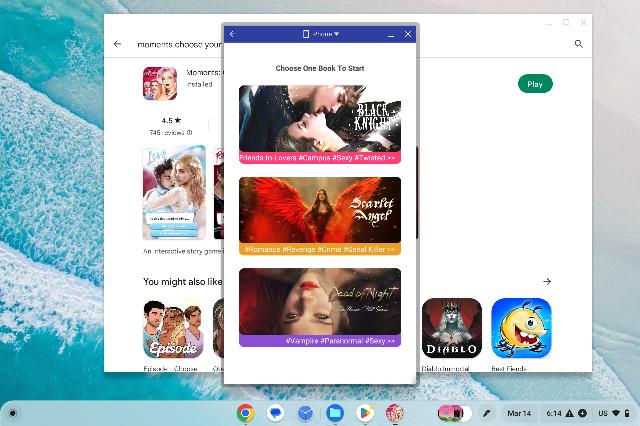 moments choose your
Phone
Moments:
Installed
Play
4.5 ★
745 reviews
Choose One Book To Start
BLACK KNIGHT
Friends-to-Lovers #Campus #Sexy #Twisted >>
Scarlet Angel
#Romance #Revenge #Crime #Serial Killer >>
Dead of Night
#Vampire #Paranormal #Sexy >>
An interactive story game
You might also like
Episode
DIABLO
Episode - Choose
Diablo Immortal
Best Fiends -
Mar 14
6:14
US